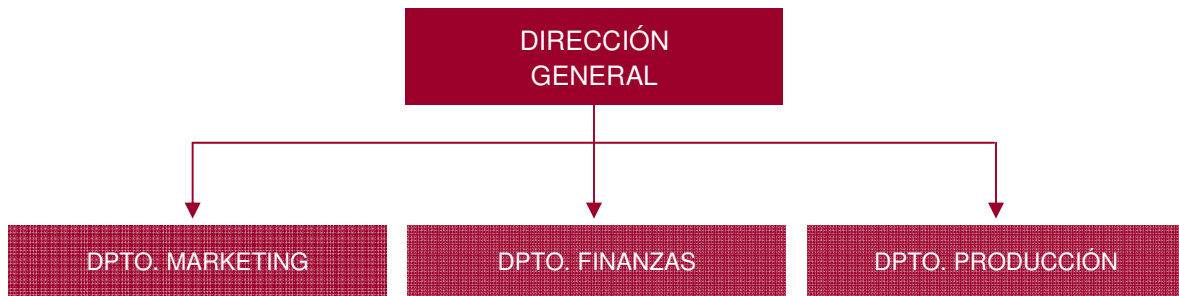 DIRECCIÓN
GENERAL
DPTO. MARKETING
DPTO. FINANZAS
DPTO. PRODUCCIÓN